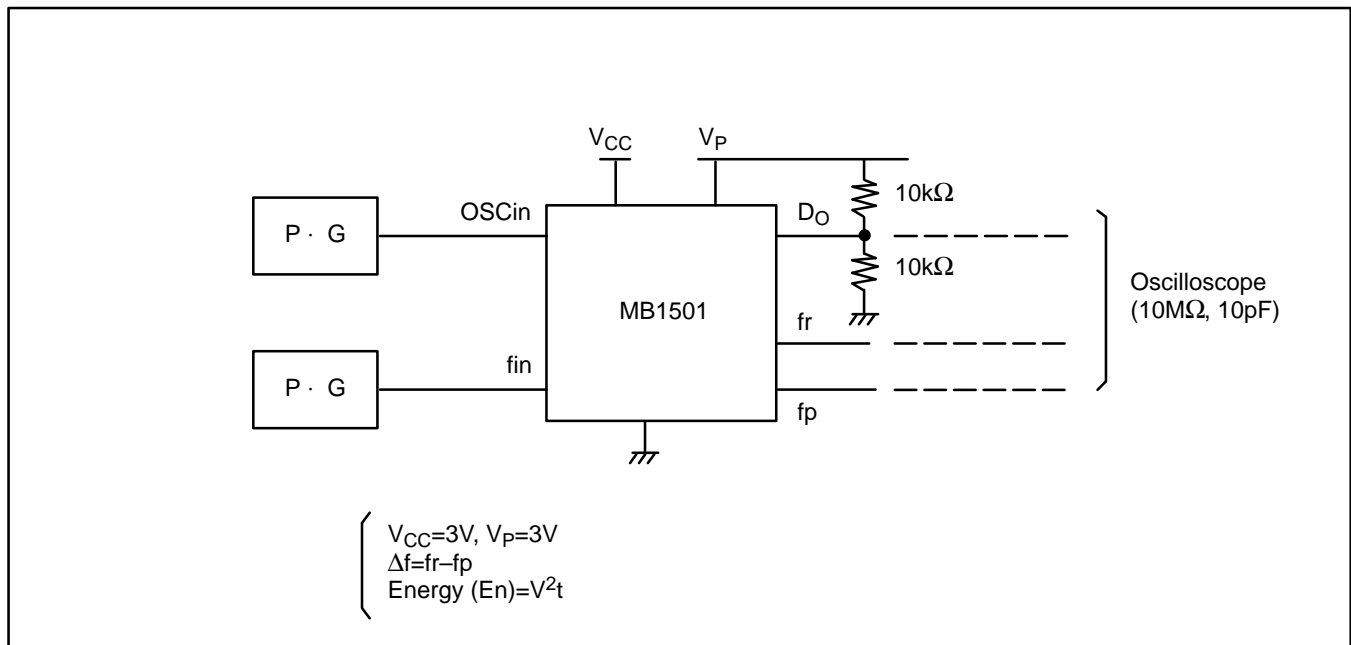 V_CC
V_P
10kΩ
OSCin
D_O
P · G
10kΩ
Oscilloscope
(10MΩ, 10pF)
MB1501
fr
fin
P · G
fp
V_CC=3V, V_P=3V
Δf=fr–fp
Energy (En)=V²t